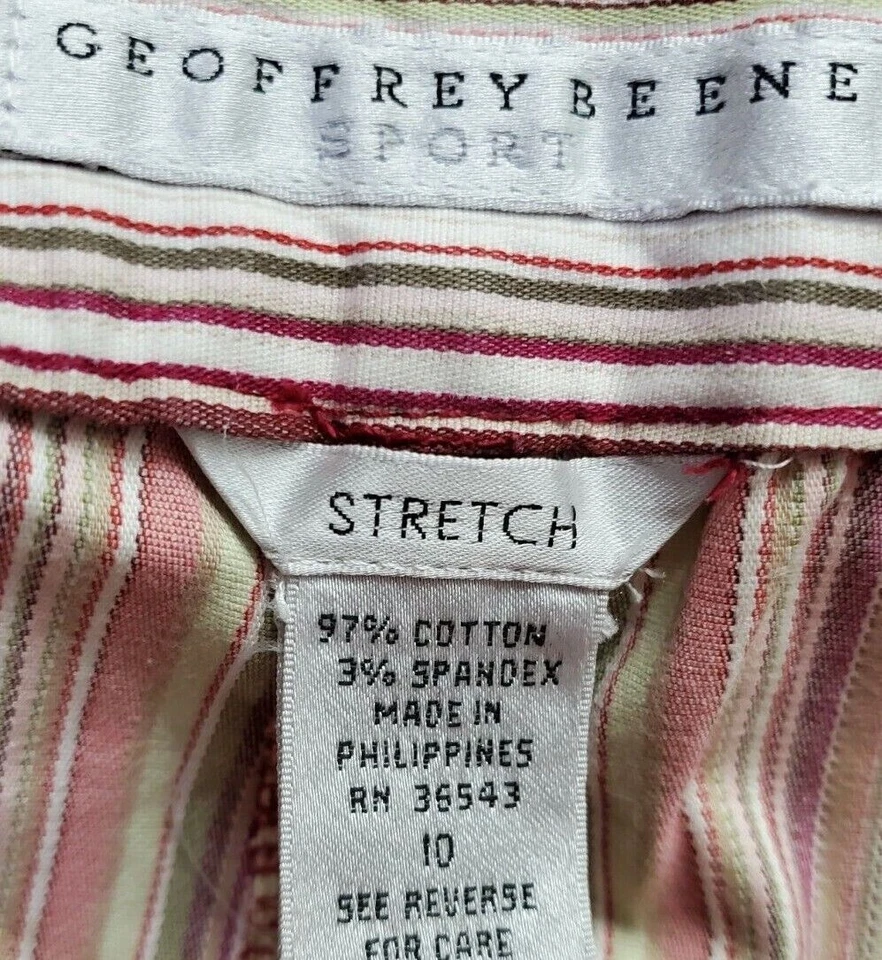 GEOFFREY BEENE
SPORT
STRETCH
97% COTTON
3% SPANDEX
MADE IN
PHILIPPINES
RN 36543
10
SEE REVERSE
FOR CARE